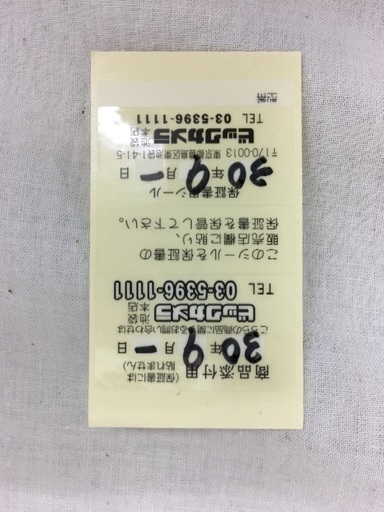 商品添付用 (保証書には
貼れません)
30年 9月 一日
こちらの商品に関するお問い合わせは
ビックカメラ 池袋
本店
TEL 03-5396-1111
このシールを保証書の
販売店欄に貼り、
保証書を保管して下さい。
保証書用シール
30年 9月 一日
〒170-0013 東京都豊島区東池袋1-41-5
ビックカメラ 池袋
本店
TEL 03-5396-1111
型番